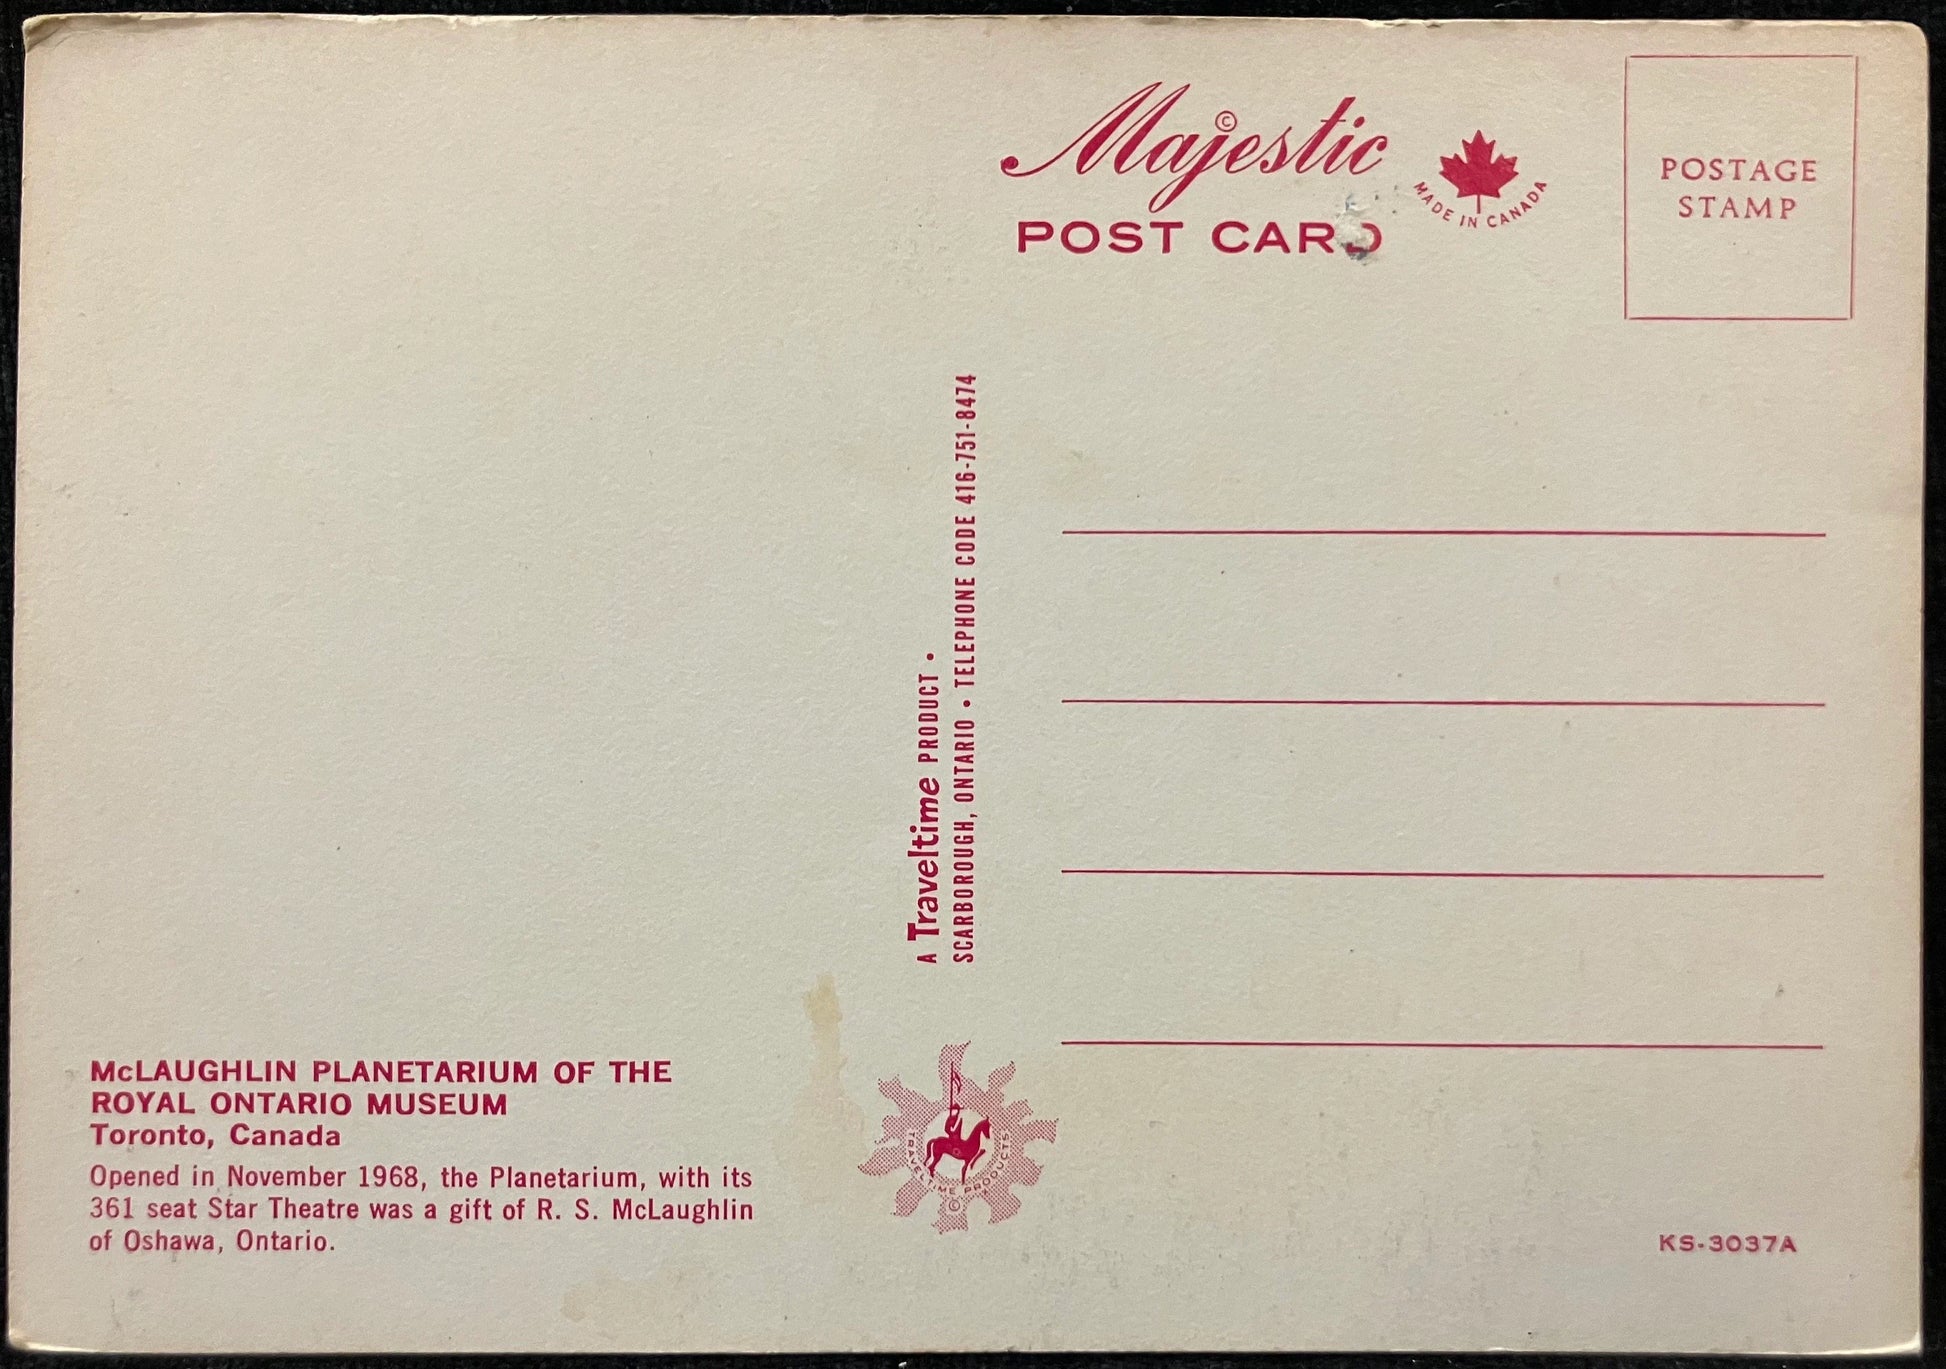 Majestic
©
POST CARD
MADE IN CANADA
POSTAGE
STAMP
A Traveltime PRODUCT •
SCARBOROUGH, ONTARIO • TELEPHONE CODE 416-751-8474
McLAUGHLIN PLANETARIUM OF THE
ROYAL ONTARIO MUSEUM
Toronto, Canada
Opened in November 1968, the Planetarium, with its
361 seat Star Theatre was a gift of R. S. McLaughlin
of Oshawa, Ontario.
TRAVELTIME PRODUCTS
©
KS-3037A